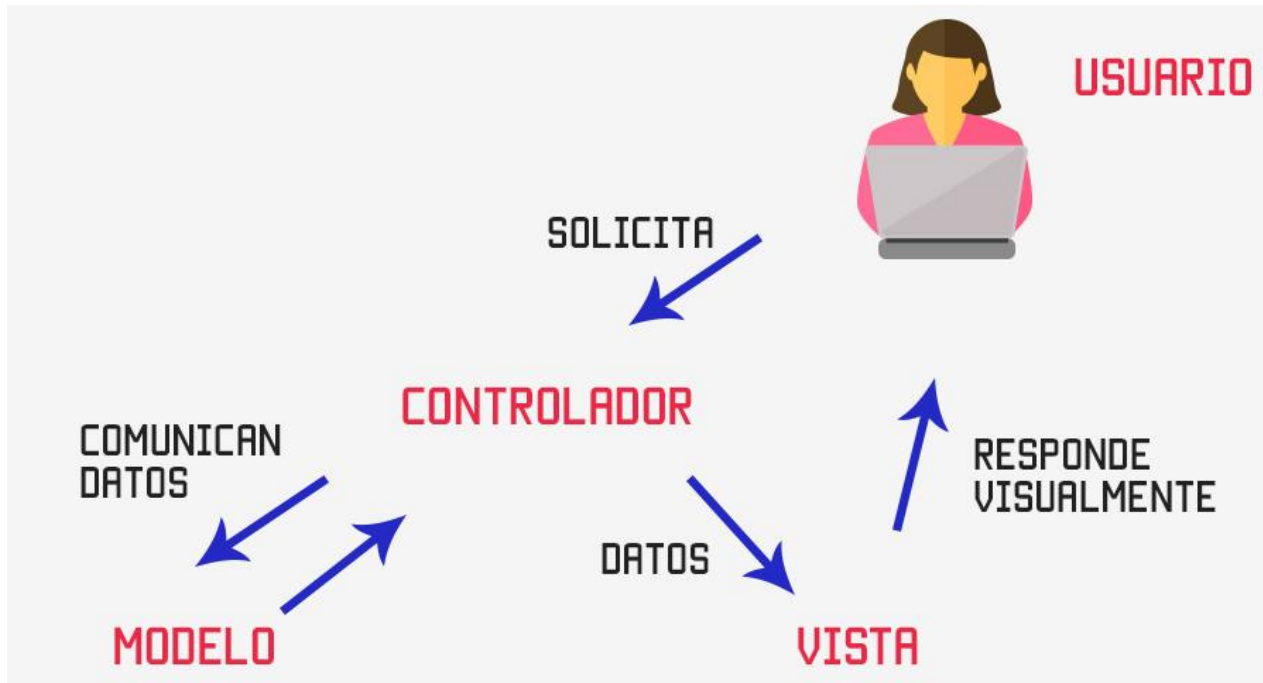 USUARIO
SOLICITA
CONTROLADOR
COMUNICAN
DATOS
RESPONDE
VISUALMENTE
DATOS
MODELO
VISTA